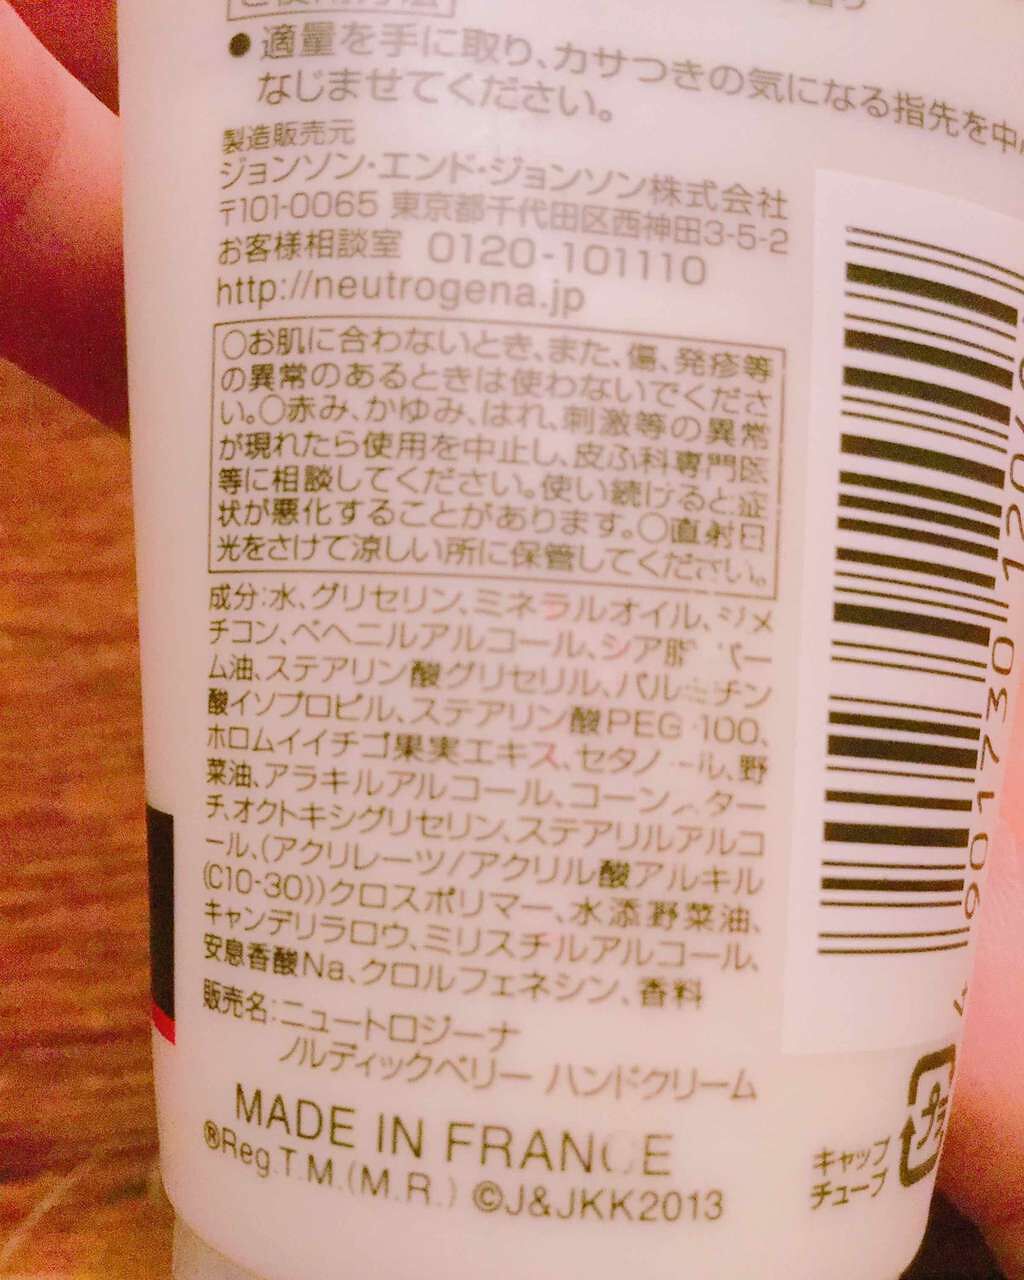 ご使用方法
●適量を手に取り、カサつきの気になる指先を中
なじませてください。
製造販売元
ジョンソン・エンド・ジョンソン株式会社
〒101-0065 東京都千代田区西神田3-5-2
お客様相談室 0120-101110
http://neutrogena.jp
○お肌に合わないとき、また、傷、発疹等
の異常のあるときは使わないでくださ
い。○赤み、かゆみ、はれ、刺激等の異常
が現れたら使用を中止し、皮ふ科専門医
等に相談してください。使い続けると症
状が悪化することがあります。○直射日
光をさけて涼しい所に保管してください。
成分:水、グリセリン、ミネラルオイル、ジメ
チコン、ベヘニルアルコール、シア脂、パー
ム油、ステアリン酸グリセリル、パルミチン
酸イソプロピル、ステアリン酸PEG-100、
ホロムイイチゴ果実エキス、セタノール、野
菜油、アラキルアルコール、コーンスター
チ、オクトキシグリセリン、ステアリルアルコ
ール、(アクリレーツ/アクリル酸アルキル
(C10-30))クロスポリマー、水添野菜油、
キャンデリラロウ、ミリスチルアルコール、
安息香酸Na、クロルフェネシン、香料
販売名:ニュートロジーナ
ノルディックベリー ハンドクリーム
MADE IN FRANCE
®Reg.T.M.(M.R.) ©J&JKK2013
4 901730 120
プラ
キャップ
チューブ